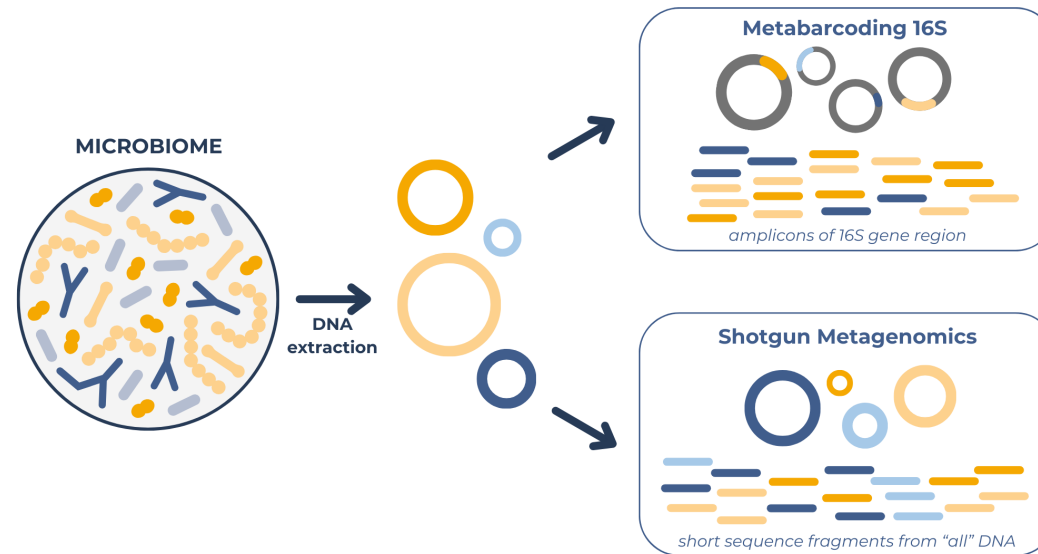 MICROBIOME
DNA
extraction
Metabarcoding 16S
amplicons of 16S gene region
Shotgun Metagenomics
short sequence fragments from “all” DNA